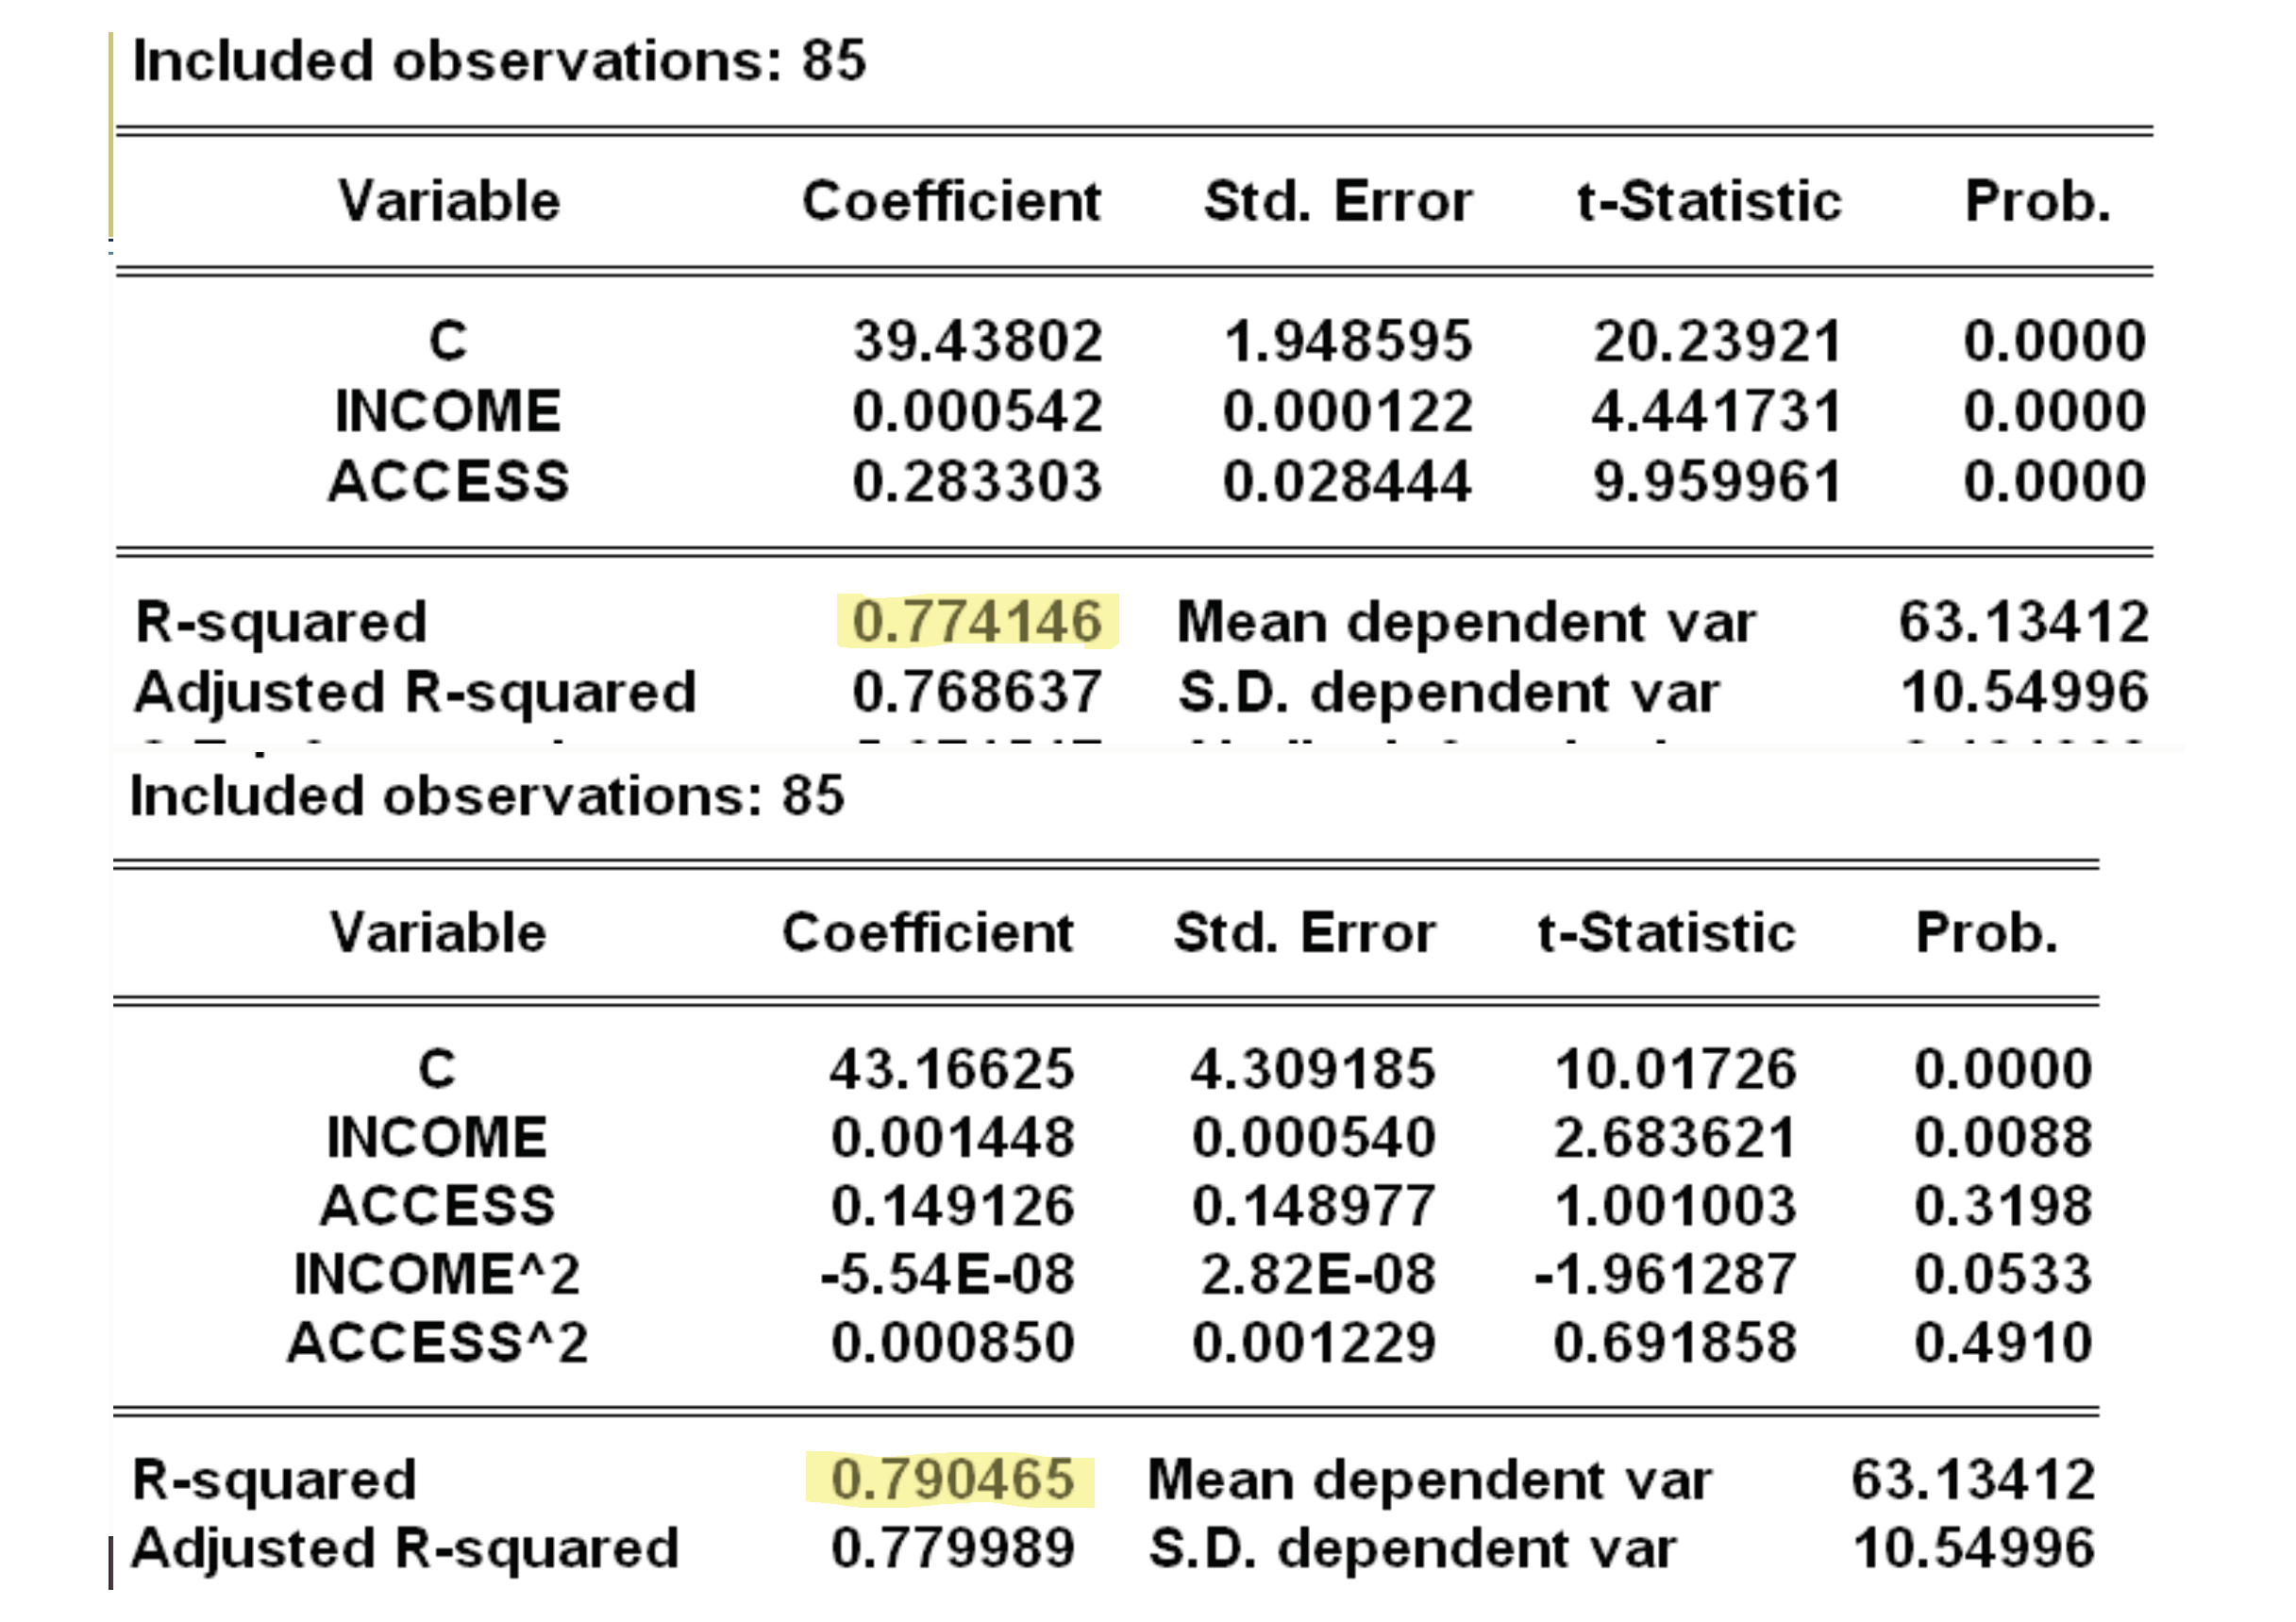 Included observations: 85
Variable Coefficient Std. Error t-Statistic Prob.
C 39.43802 1.948595 20.23921 0.0000
INCOME 0.000542 0.000122 4.441731 0.0000
ACCESS 0.283303 0.028444 9.959961 0.0000
R-squared 0.774146 Mean dependent var 63.13412
Adjusted R-squared 0.768637 S.D. dependent var 10.54996
Included observations: 85
Variable Coefficient Std. Error t-Statistic Prob.
C 43.16625 4.309185 10.01726 0.0000
INCOME 0.001448 0.000540 2.683621 0.0088
ACCESS 0.149126 0.148977 1.001003 0.3198
INCOME^2 -5.54E-08 2.82E-08 -1.961287 0.0533
ACCESS^2 0.000850 0.001229 0.691858 0.4910
R-squared 0.790465 Mean dependent var 63.13412
Adjusted R-squared 0.779989 S.D. dependent var 10.54996